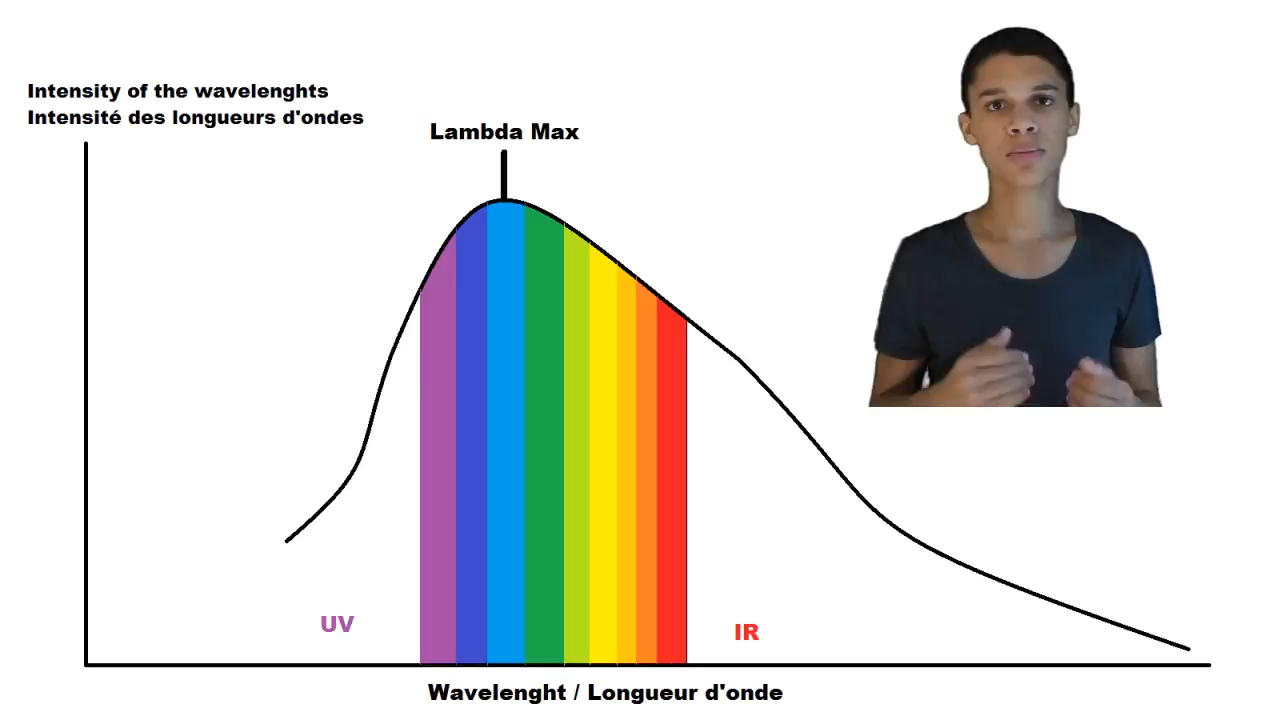 Intensity of the wavelenghts
Intensité des longueurs d'ondes
Lambda Max
UV
IR
Wavelenght / Longueur d'onde